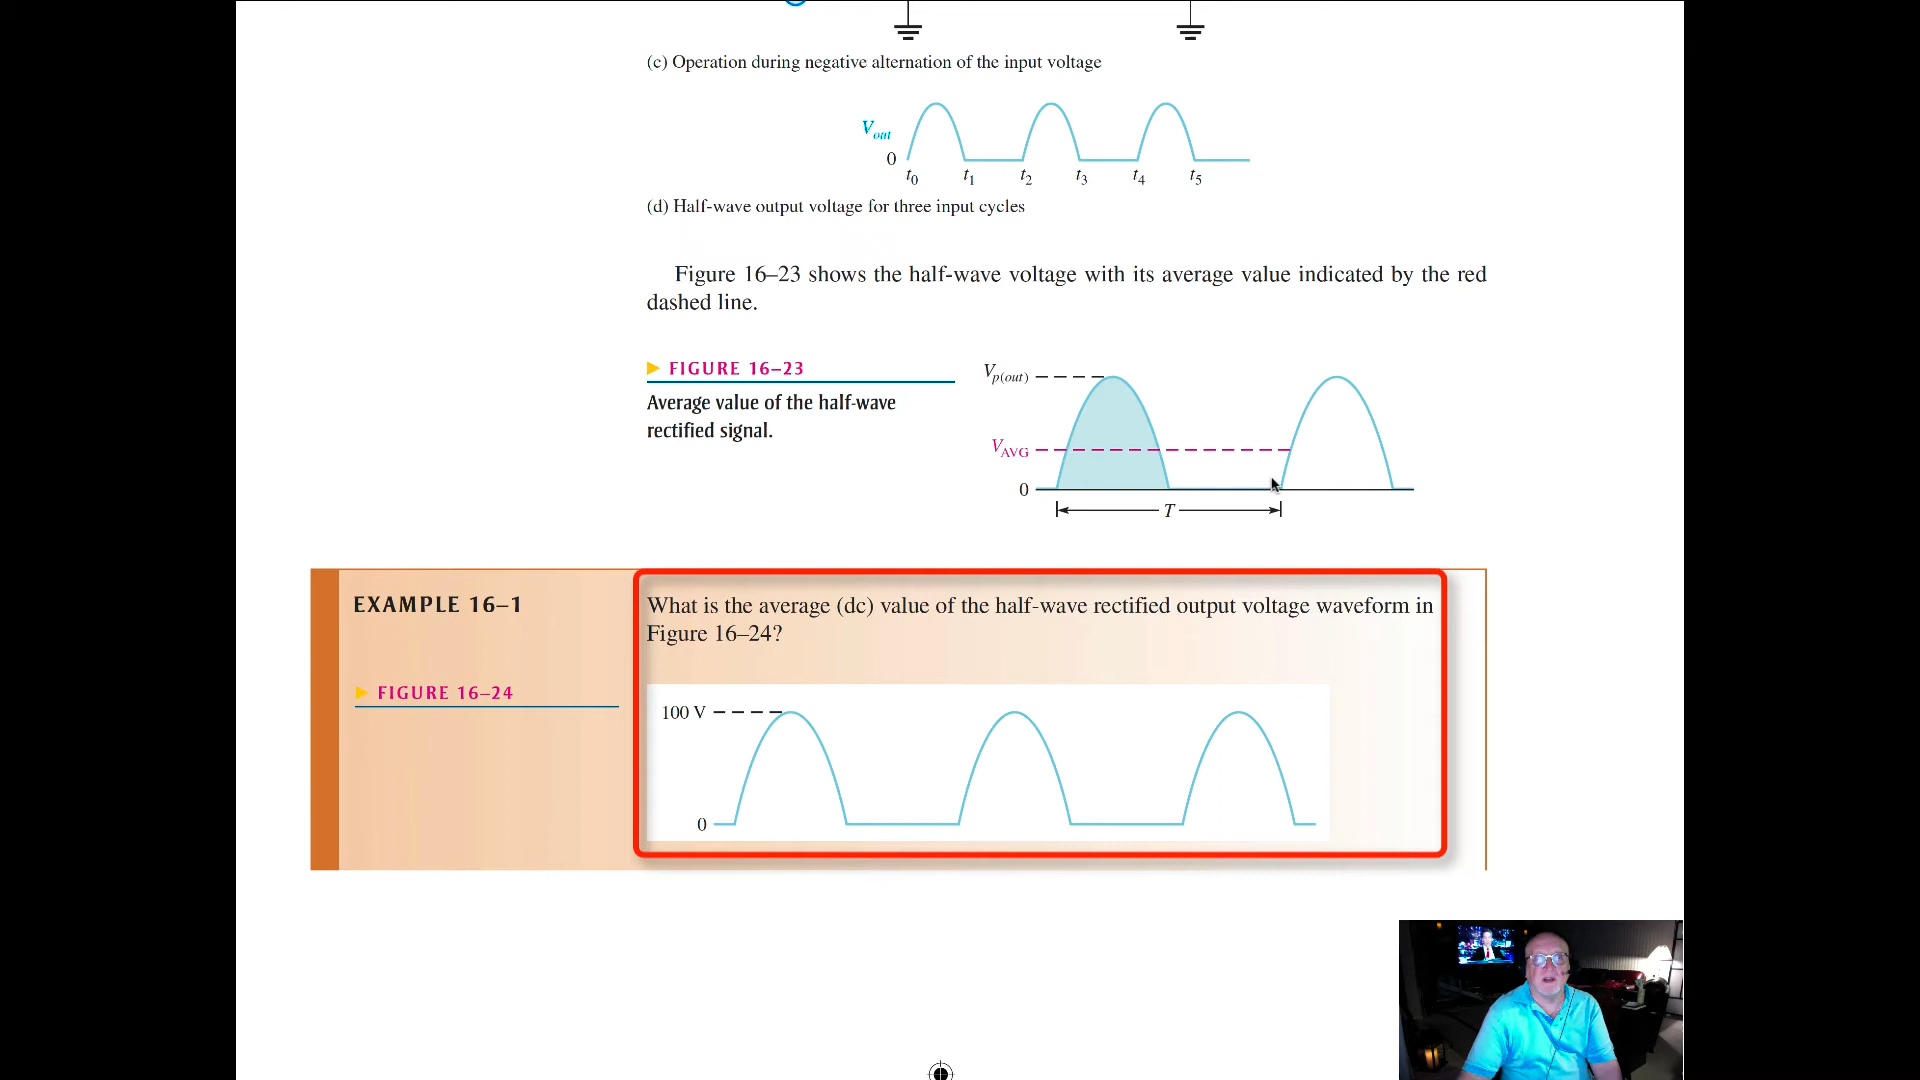 (c) Operation during negative alternation of the input voltage
Vout
0
t0 t1 t2 t3 t4 t5
(d) Half-wave output voltage for three input cycles
Figure 16–23 shows the half-wave voltage with its average value indicated by the red
dashed line.
FIGURE 16–23
Average value of the half-wave
rectified signal.
Vp(out)
VAVG
0
T
EXAMPLE 16–1
What is the average (dc) value of the half-wave rectified output voltage waveform in
Figure 16–24?
FIGURE 16–24
100 V
0